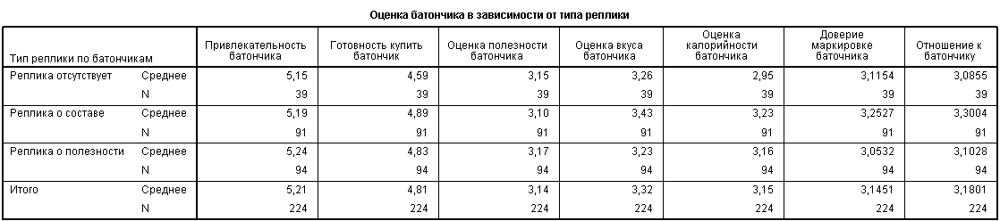 Оценка батончика в зависимости от типа реплики
Тип реплики по батончикам Привлекательность батончика Готовность купить батончик Оценка полезности батончика Оценка вкуса батончика Оценка калорийности батончика Доверие маркировке баточника Отношение к батончику
Реплика отсутствует Среднее 5,15 4,59 3,15 3,26 2,95 3,1154 3,0855
N 39 39 39 39 39 39 39
Реплика о составе Среднее 5,19 4,89 3,10 3,43 3,23 3,2527 3,3004
N 91 91 91 91 91 91 91
Реплика о полезности Среднее 5,24 4,83 3,17 3,23 3,16 3,0532 3,1028
N 94 94 94 94 94 94 94
Итого Среднее 5,21 4,81 3,14 3,32 3,15 3,1451 3,1801
N 224 224 224 224 224 224 224